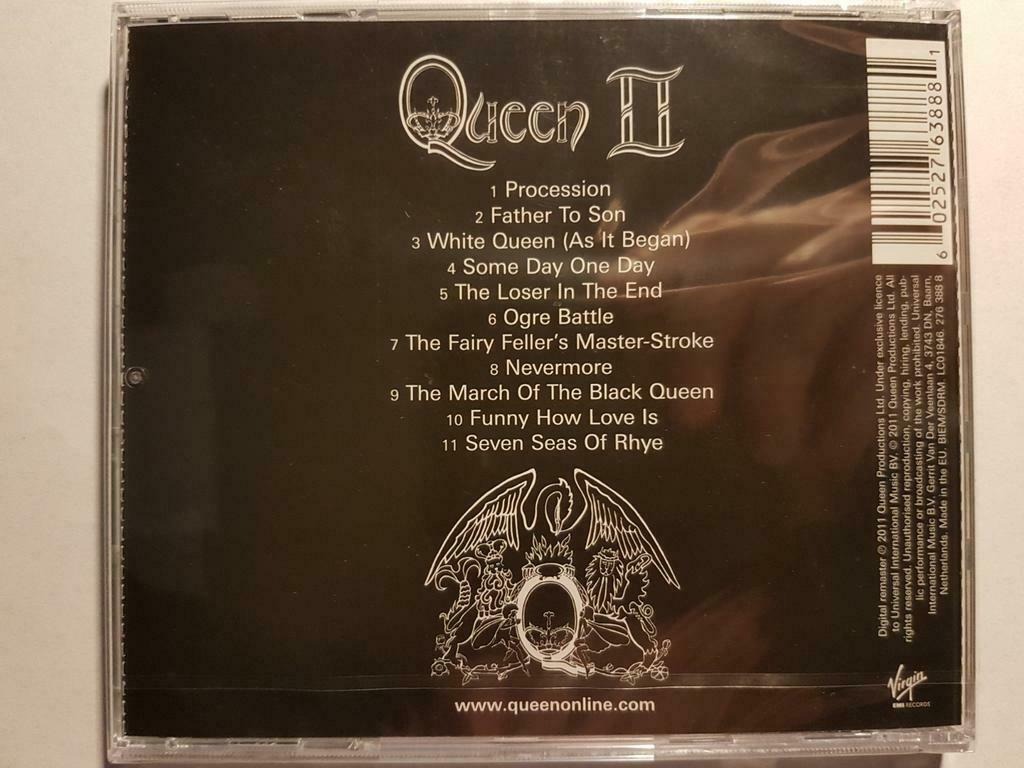 Queen II
1 Procession
2 Father To Son
3 White Queen (As It Began)
4 Some Day One Day
5 The Loser In The End
6 Ogre Battle
7 The Fairy Feller's Master-Stroke
8 Nevermore
9 The March Of The Black Queen
10 Funny How Love Is
11 Seven Seas Of Rhye
Q
www.queenonline.com
6 02527 63888 1
Digital remaster ℗ 2011 Queen Productions Ltd. Under exclusive licence
to Universal International Music BV. © 2011 Queen Productions Ltd. All
rights reserved. Unauthorised reproduction, copying, hiring, lending, pub-
lic performance or broadcasting of the work prohibited. Universal
International Music B.V. Gerrit Van Der Veenlaan 4, 3743 DN, Baarn,
Netherlands. Made in the EU. BIEM/SDRM. LC01846. 276 388 8
Virgin
EMI RECORDS